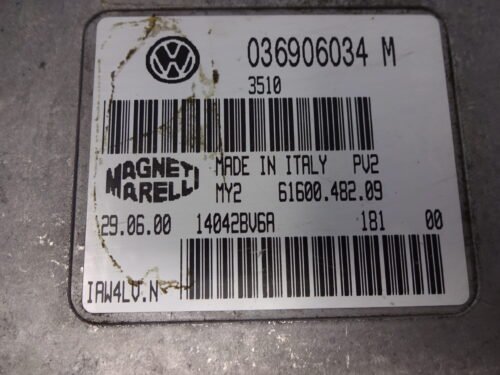 036906034 M
3510
MAGNETI MARELLI
MADE IN ITALY PV2
MY2 61600.482.09
29.06.00 14042BV6A 181 00
IAW4LV.N